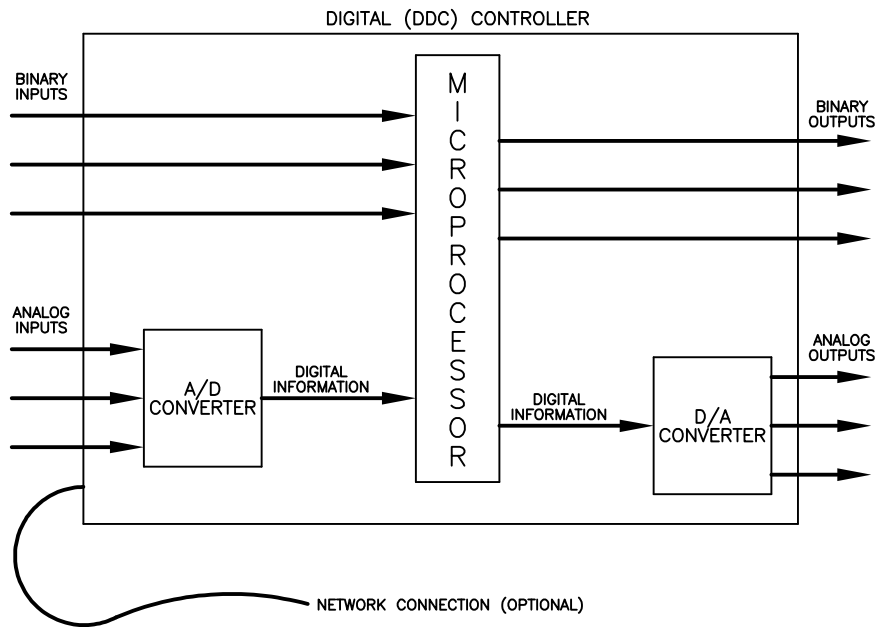 DIGITAL (DDC) CONTROLLER
BINARY
INPUTS
MICROPROCESSOR
BINARY
OUTPUTS
ANALOG
INPUTS
A/D
CONVERTER
DIGITAL
INFORMATION
DIGITAL
INFORMATION
ANALOG
OUTPUTS
D/A
CONVERTER
NETWORK CONNECTION (OPTIONAL)